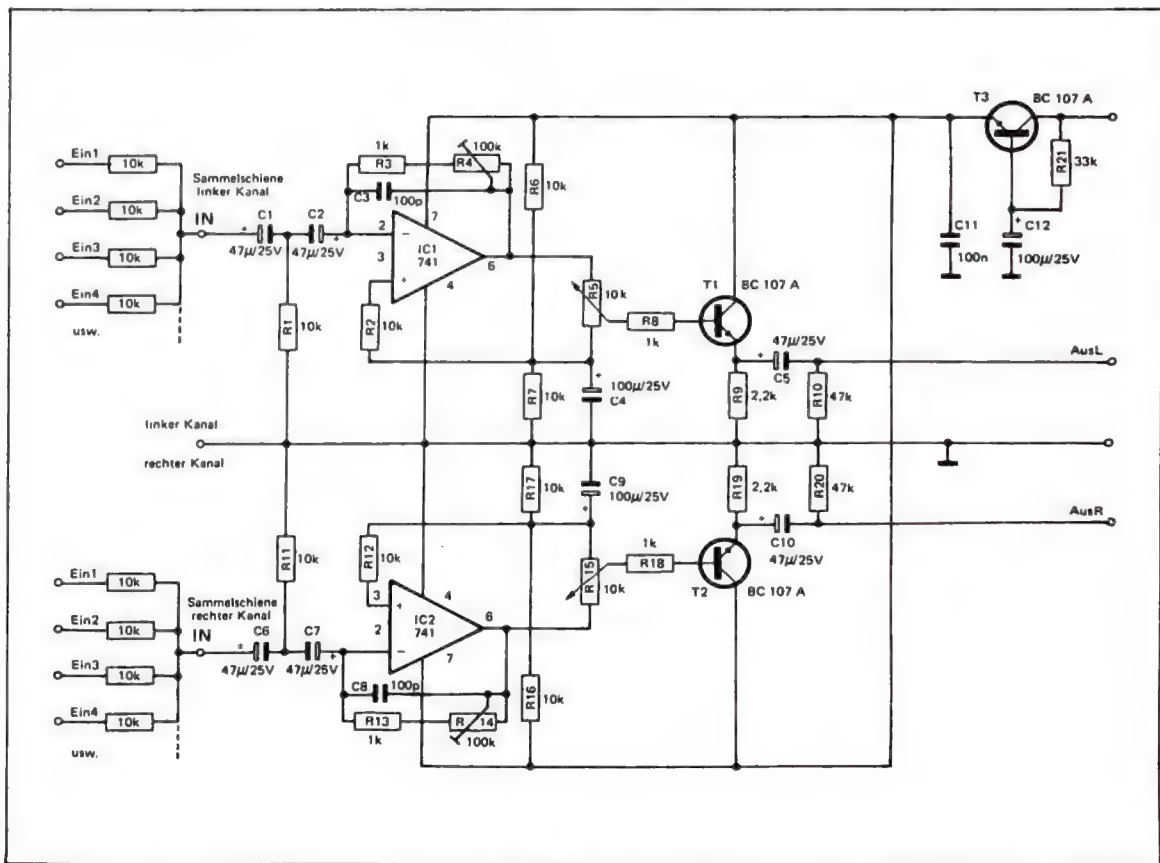 T3
BC 107 A
R21
33k
C11
100n
C12
+
100µ/25V
Ein1
10k
Ein2
10k
Ein3
10k
Ein4
10k
usw.
Sammelschiene
linker Kanal
IN
C1
+
47µ/25V
C2
+
47µ/25V
R1
10k
1k
R3
100k
R4
C3
100p
2
−
3
+
IC1
741
7
6
4
R2
10k
R6
10k
R7
10k
R5
10k
R8
1k
T1
BC 107 A
+
100µ/25V
C4
47µ/25V
+
C5
R9
2,2k
R10
47k
AusL
linker Kanal
rechter Kanal
R17
10k
C9
100µ/25V
+
R19
2,2k
R20
47k
AusR
+
C10
47µ/25V
R11
10k
R12
10k
R 15
10k
1k
R18
T2
BC 107 A
Ein1
10k
Ein2
10k
Ein3
10k
Ein4
10k
usw.
Sammelschiene
rechter Kanal
IN
C6
+
47µ/25V
C7
+
47µ/25V
3
+
2
−
IC2
741
4
6
7
C8
100p
R13
1k
R 14
100k
R16
10k